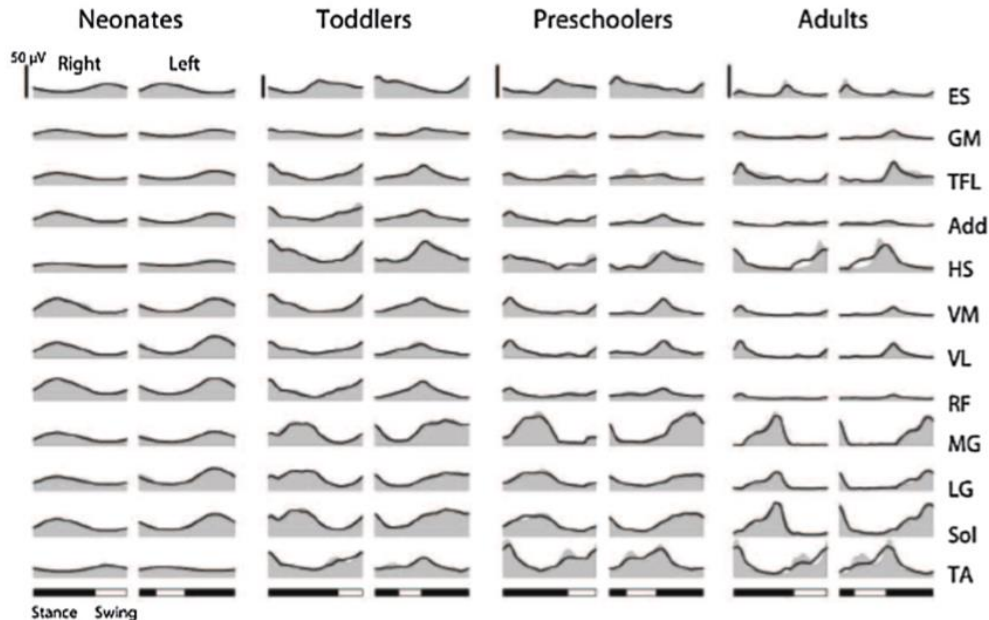 Neonates Toddlers Preschoolers Adults
50 µV Right Left
ES
GM
TFL
Add
HS
VM
VL
RF
MG
LG
Sol
TA
Stance Swing